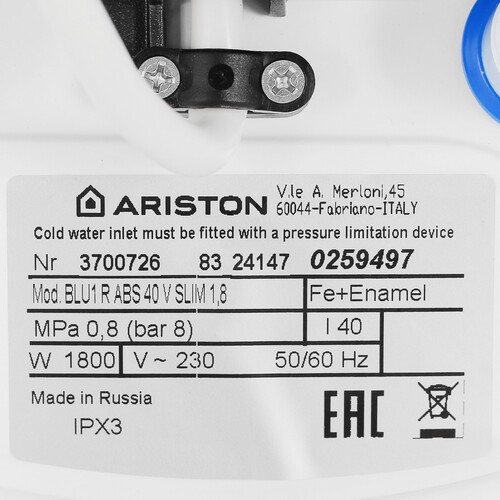 ARISTON V.le A. Merloni,45
60044-Fabriano-ITALY
Cold water inlet must be fitted with a pressure limitation device
Nr 3700726 83 24147 0259497
Mod. BLU1 R ABS 40 V SLIM 1,8 Fe+Enamel
MPa 0,8 (bar 8) l 40
W 1800 V ~ 230 50/60 Hz
Made in Russia
IPX3 EAC